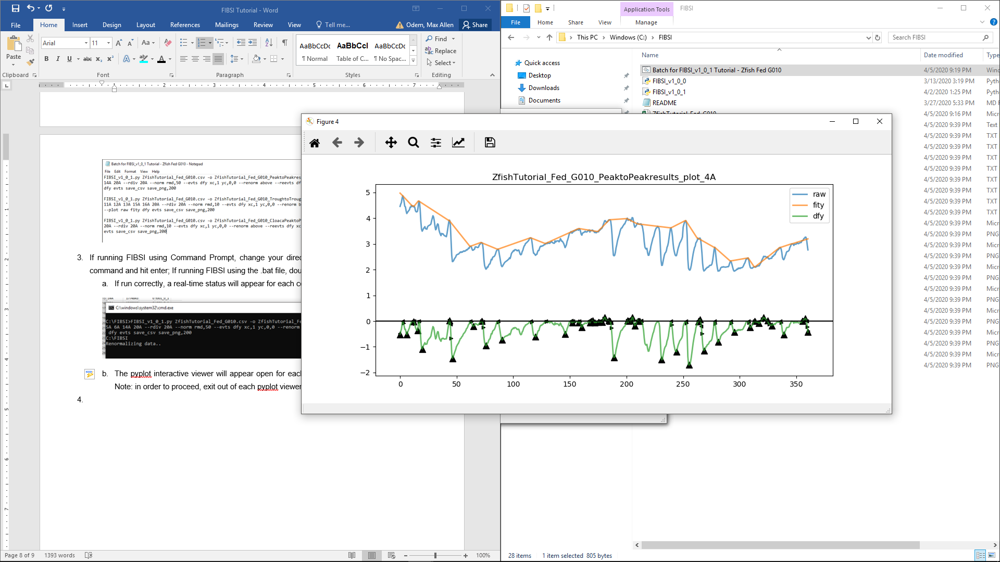 FIBSI Tutorial - Word
File Home Insert Design Layout References Mailings Review View Tell me... Odem, Max Allen Share
Paste
Arial 11
Aa
B I U abc x₂ x²
AaBbCcDc AaBbCcI AaBbCcDc
¶ Normal Table of C... ¶ No Spac...
Find
Replace
Select
Clipboard Font Paragraph Styles Editing
Batch for FIBSI_v1_0_1 Tutorial - Zfish Fed G010 - Notepad
File Edit Format View Help
FIBSI_v1_0_1.py ZfishTutorial_Fed_G010.csv -o ZfishTutorial_Fed_G010_PeaktoPeakres
14A 20A --rdiv 20A --norm rmd,50 --evts dfy xc,1 yc,0,0 --renorm above --reevts df
dfy evts save_csv save_png,200
FIBSI_v1_0_1.py ZfishTutorial_Fed_G010.csv -o ZfishTutorial_Fed_G010_TroughtoTroug
11A 12A 13A 15A 16A 20A --rdiv 20A --norm rmd,10 --evts dfy xc,1 yc,0,0 --renorm b
--plot raw fity dfy evts save_csv save_png,200
FIBSI_v1_0_1.py ZfishTutorial_Fed_G010.csv -o ZfishTutorial_Fed_G010_CloacaPeaktoP
20A --rdiv 20A --norm rmd,10 --evts dfy xc,1 yc,0,0 --renorm above --reevts dfy xc
evts save_csv save_png,200
3. If running FIBSI using Command Prompt, change your direc
command and hit enter; If running FIBSI using the .bat file, dou
a. If run correctly, a real-time status will appear for each c
C:\windows\system32\cmd.exe
C:\FIBSI>FIBSI_v1_0_1.py ZfishTutorial_Fed_G010.csv -o ZfishTutorial_Fe
5A 6A 14A 20A --rdiv 20A --norm rmd,50 --evts dfy xc,1 yc,0,0 --renorm
dfy evts save_csv save_png,200
C:\FIBSI
Renormalizing data..
b. The pyplot interactive viewer will appear open for each
Note: in order to proceed, exit out of each pyplot viewer
4.
Page 8 of 9 1393 words 100%
Application Tools FIBSI
File Home Share View Manage
This PC Windows (C:) FIBSI Search FIBSI
Quick access
Desktop
Downloads
Documents
Name Date modified Type
Batch for FIBSI_v1_0_1 Tutorial - Zfish Fed G010 4/5/2020 9:19 PM Winc
FIBSI_v1_0_0 3/13/2020 3:19 PM Pyth
FIBSI_v1_0_1 4/2/2020 1:25 PM Pyth
README 3/27/2020 5:33 PM MD F
ZfishTutorial_Fed_G010 4/5/2020 9:16 PM Micr
4/5/2020 9:39 PM Text
4/5/2020 9:39 PM TXT
4/5/2020 9:39 PM TXT
4/5/2020 9:39 PM TXT
4/5/2020 9:39 PM TXT
4/5/2020 9:39 PM TXT
4/5/2020 9:39 PM TXT
4/5/2020 9:39 PM TXT
4/5/2020 9:39 PM TXT
4/5/2020 9:39 PM Micr
4/5/2020 9:39 PM PNG
4/5/2020 9:39 PM Micr
4/5/2020 9:39 PM PNG
4/5/2020 9:39 PM Micr
4/5/2020 9:39 PM PNG
4/5/2020 9:39 PM Micr
4/5/2020 9:39 PM PNG
4/5/2020 9:39 PM Micr
4/5/2020 9:39 PM PNG
4/5/2020 9:39 PM Micr
4/5/2020 9:39 PM PNG
4/5/2020 9:39 PM Micr
4/5/2020 9:39 PM PNG
28 items 1 item selected 805 bytes
Figure 4
ZfishTutorial_Fed_G010_PeaktoPeakresults_plot_4A
raw
fity
dfy
5
4
3
2
1
0
−1
−2
0 50 100 150 200 250 300 350